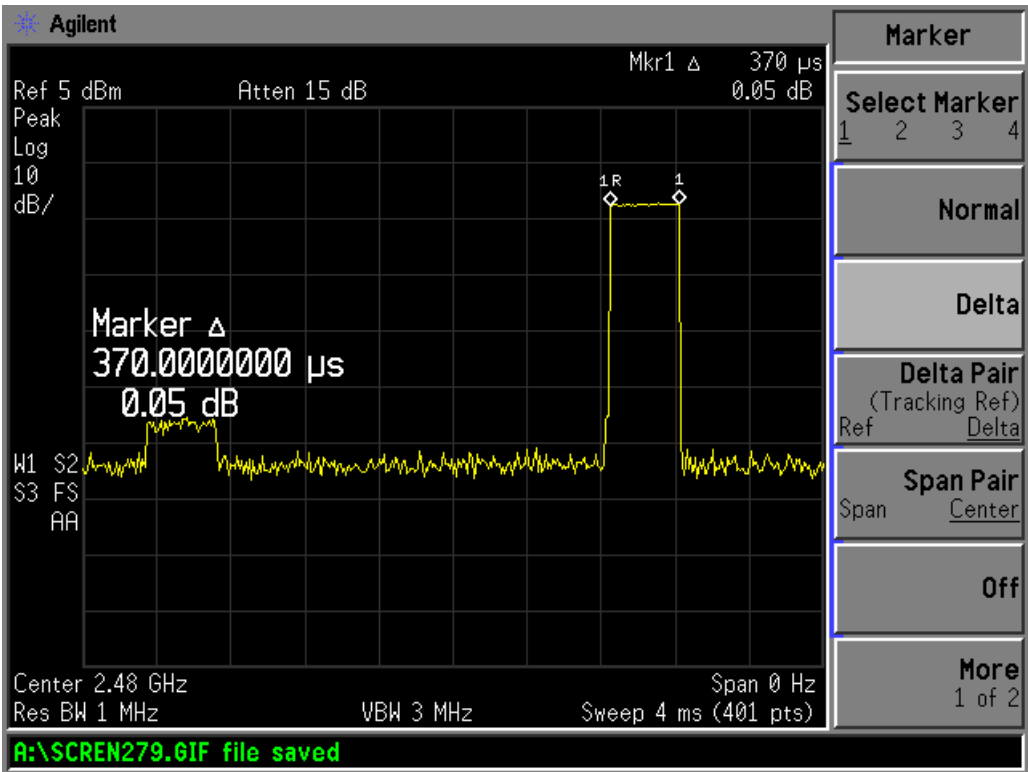 Agilent
Mkr1 Δ 370 µs
Ref 5 dBm Atten 15 dB 0.05 dB
Peak
Log
10
dB/
1R 1
Marker Δ
370.0000000 µs
0.05 dB
W1 S2
S3 FS
AA
Center 2.48 GHz Span 0 Hz
Res BW 1 MHz VBW 3 MHz Sweep 4 ms (401 pts)
A:\SCREN279.GIF file saved
Marker
Select Marker
1 2 3 4
Normal
Delta
Delta Pair
(Tracking Ref)
Ref Delta
Span Pair
Span Center
Off
More
1 of 2